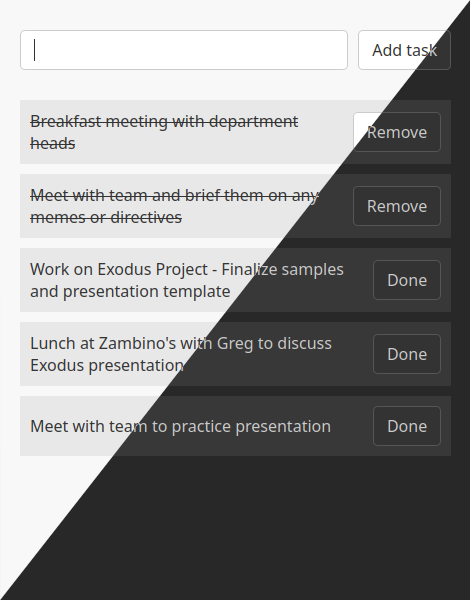 Add task
Breakfast meeting with department
heads
Remove
Meet with team and brief them on any
memes or directives
Remove
Work on Exodus Project - Finalize samples
and presentation template
Done
Lunch at Zambino's with Greg to discuss
Exodus presentation
Done
Meet with team to practice presentation
Done